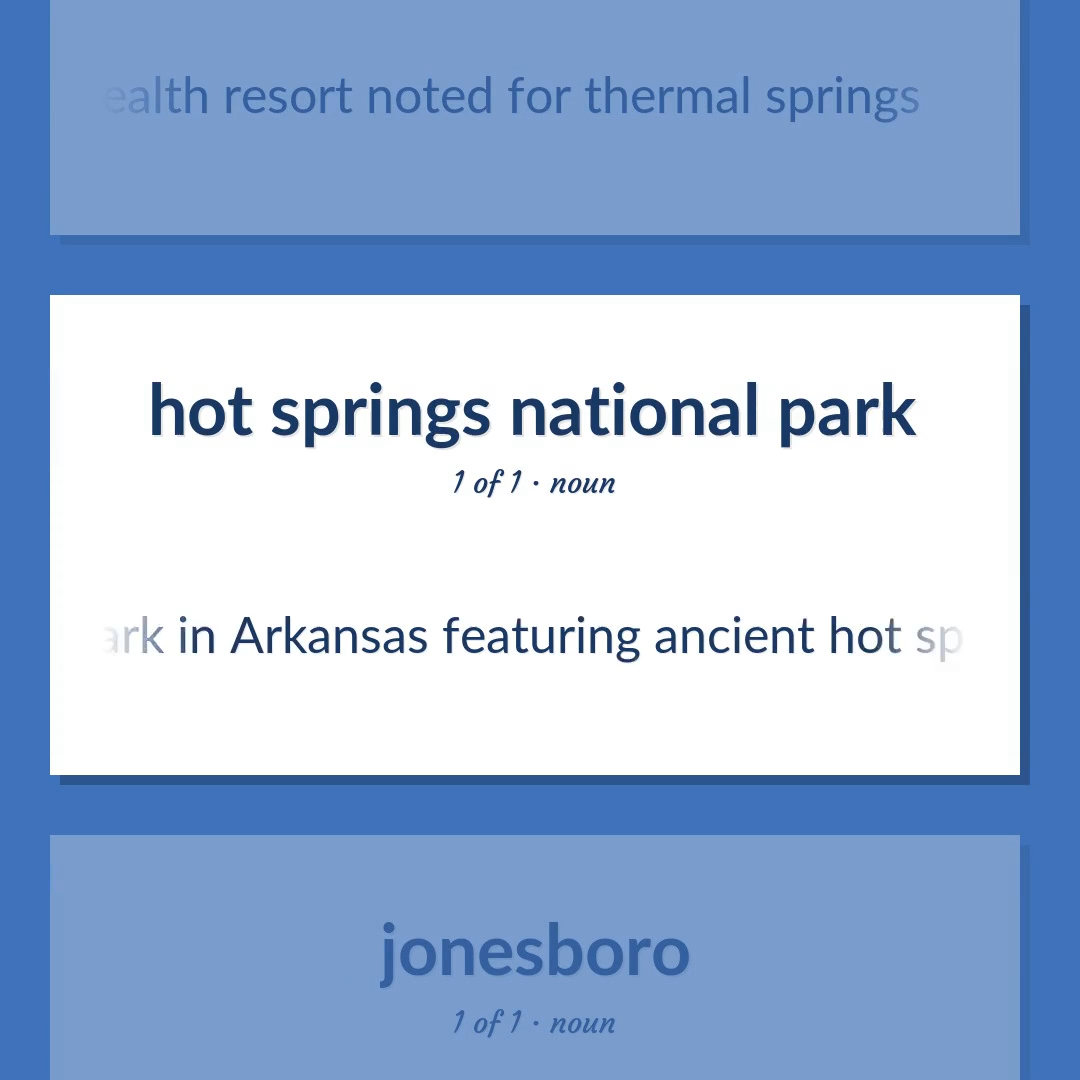 ealth resort noted for thermal springs
hot springs national park
1 of 1 · noun
ark in Arkansas featuring ancient hot sp
jonesboro
1 of 1 · noun